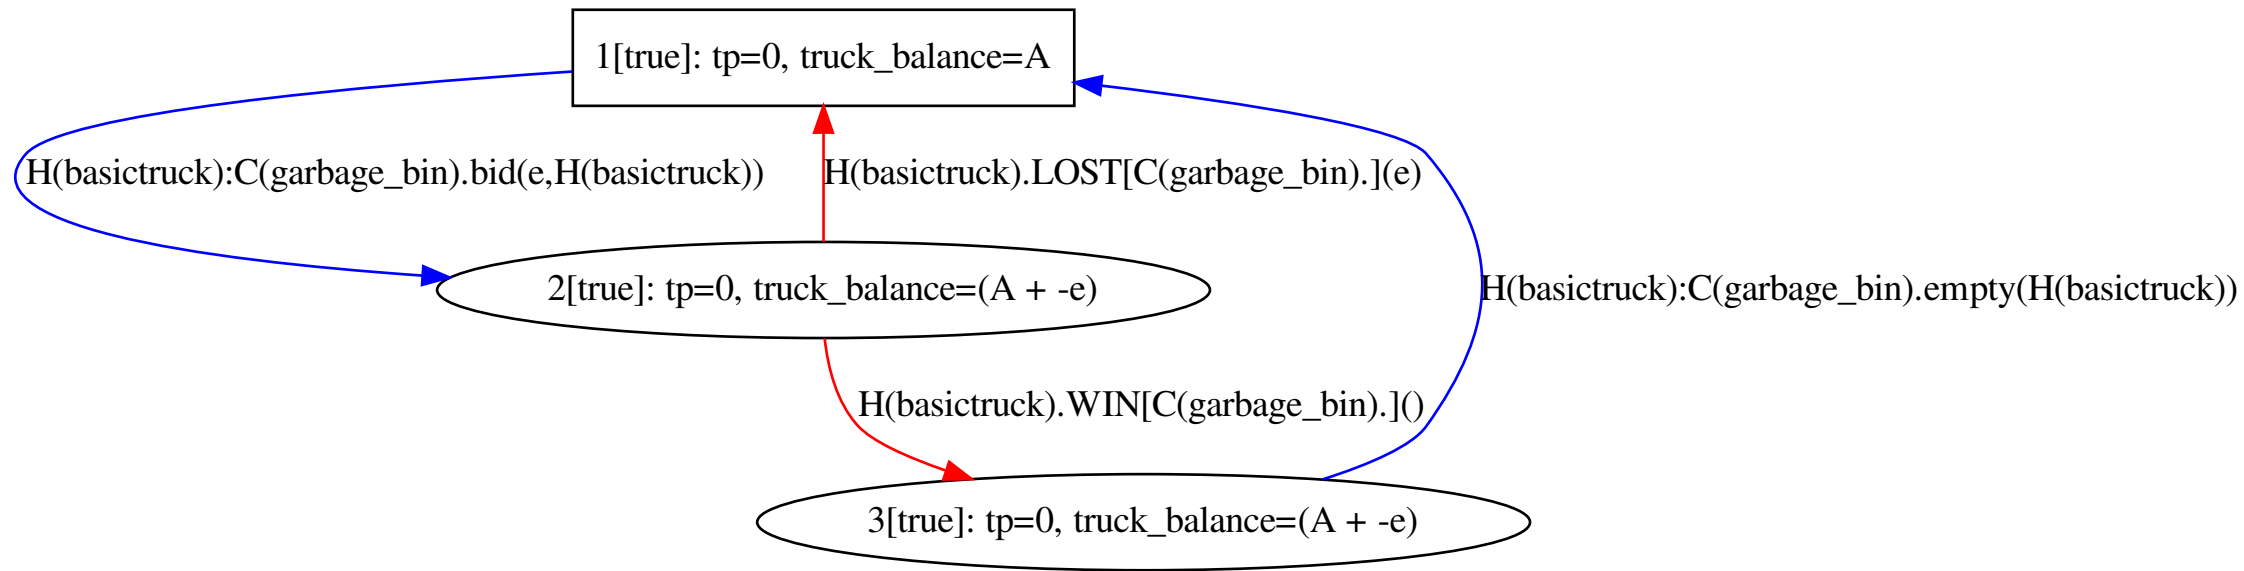 1[true]: tp=0, truck_balance=A
H(basictruck):C(garbage_bin).bid(e,H(basictruck))
H(basictruck).LOST[C(garbage_bin).](e)
2[true]: tp=0, truck_balance=(A + -e)
H(basictruck):C(garbage_bin).empty(H(basictruck))
H(basictruck).WIN[C(garbage_bin).]()
3[true]: tp=0, truck_balance=(A + -e)